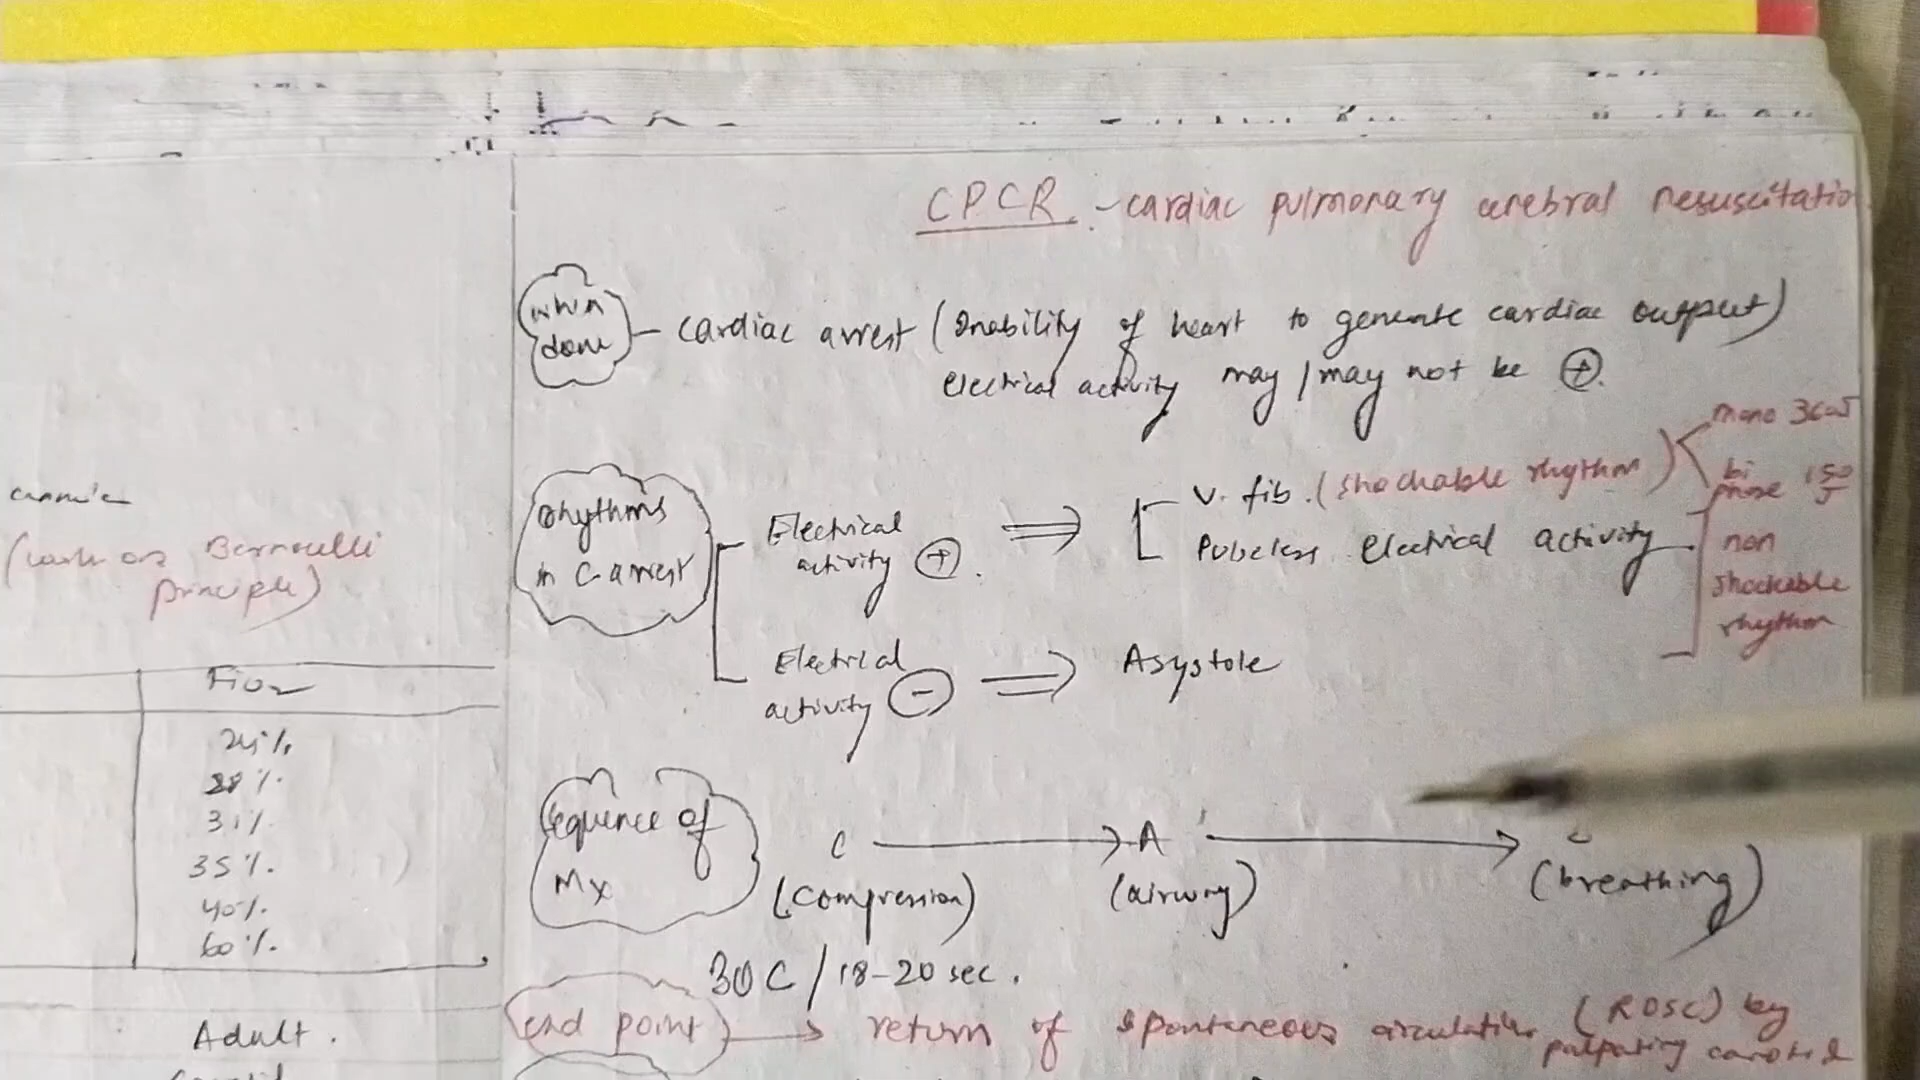 CPCR - cardiac pulmonary cerebral resuscitation
when done - cardiac arrest (Inability of heart to generate cardiac output)
electrical activity may / may not be ⊕.
Rhythms in C. arrest
Electrical activity ⊕. ⇒ V. fib. (shockable rhythm) mono 360J
bi phase 150 J
Pulseless electrical activity
non shockable rhythm
Electrical activity ⊖ ⇒ Asystole
Sequence of Mx
C → A →
(Compression) (airway) (breathing)
30 C / 18-20 sec.
end point → return of spontaneous circulation (ROSC) by palpating carotid
(work on Bernoulli principle)
FiO2
24%
28%
31%
35%
40%
60%
Adult.